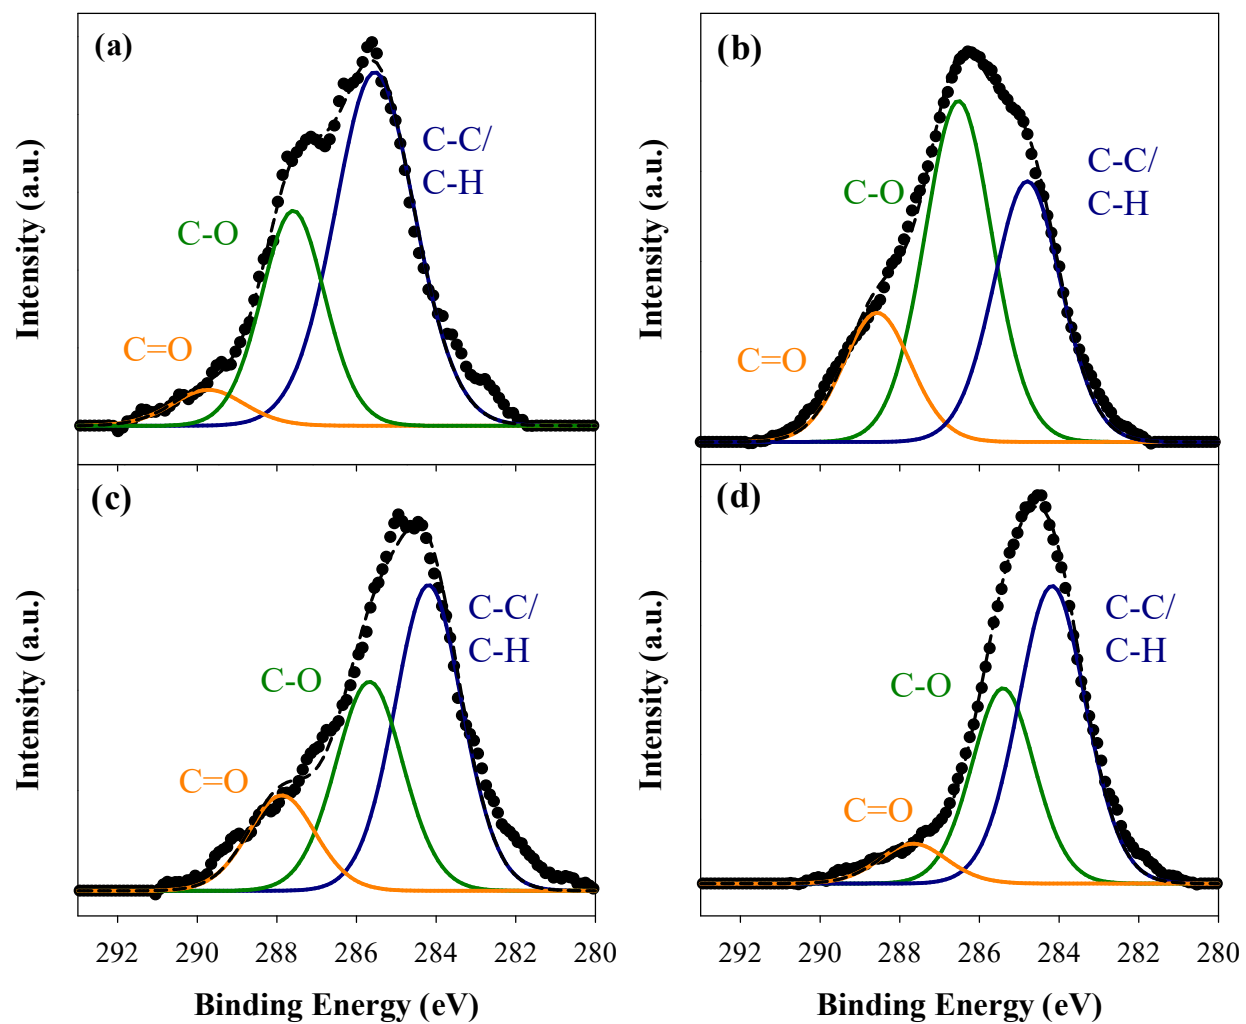 (a)
C-C/
C-H
C-O
C=O
Intensity (a.u.)
(b)
C-C/
C-H
C-O
C=O
Intensity (a.u.)
(c)
C-C/
C-H
C-O
C=O
Intensity (a.u.)
292 290 288 286 284 282 280
Binding Energy (eV)
(d)
C-C/
C-H
C-O
C=O
Intensity (a.u.)
292 290 288 286 284 282 280
Binding Energy (eV)